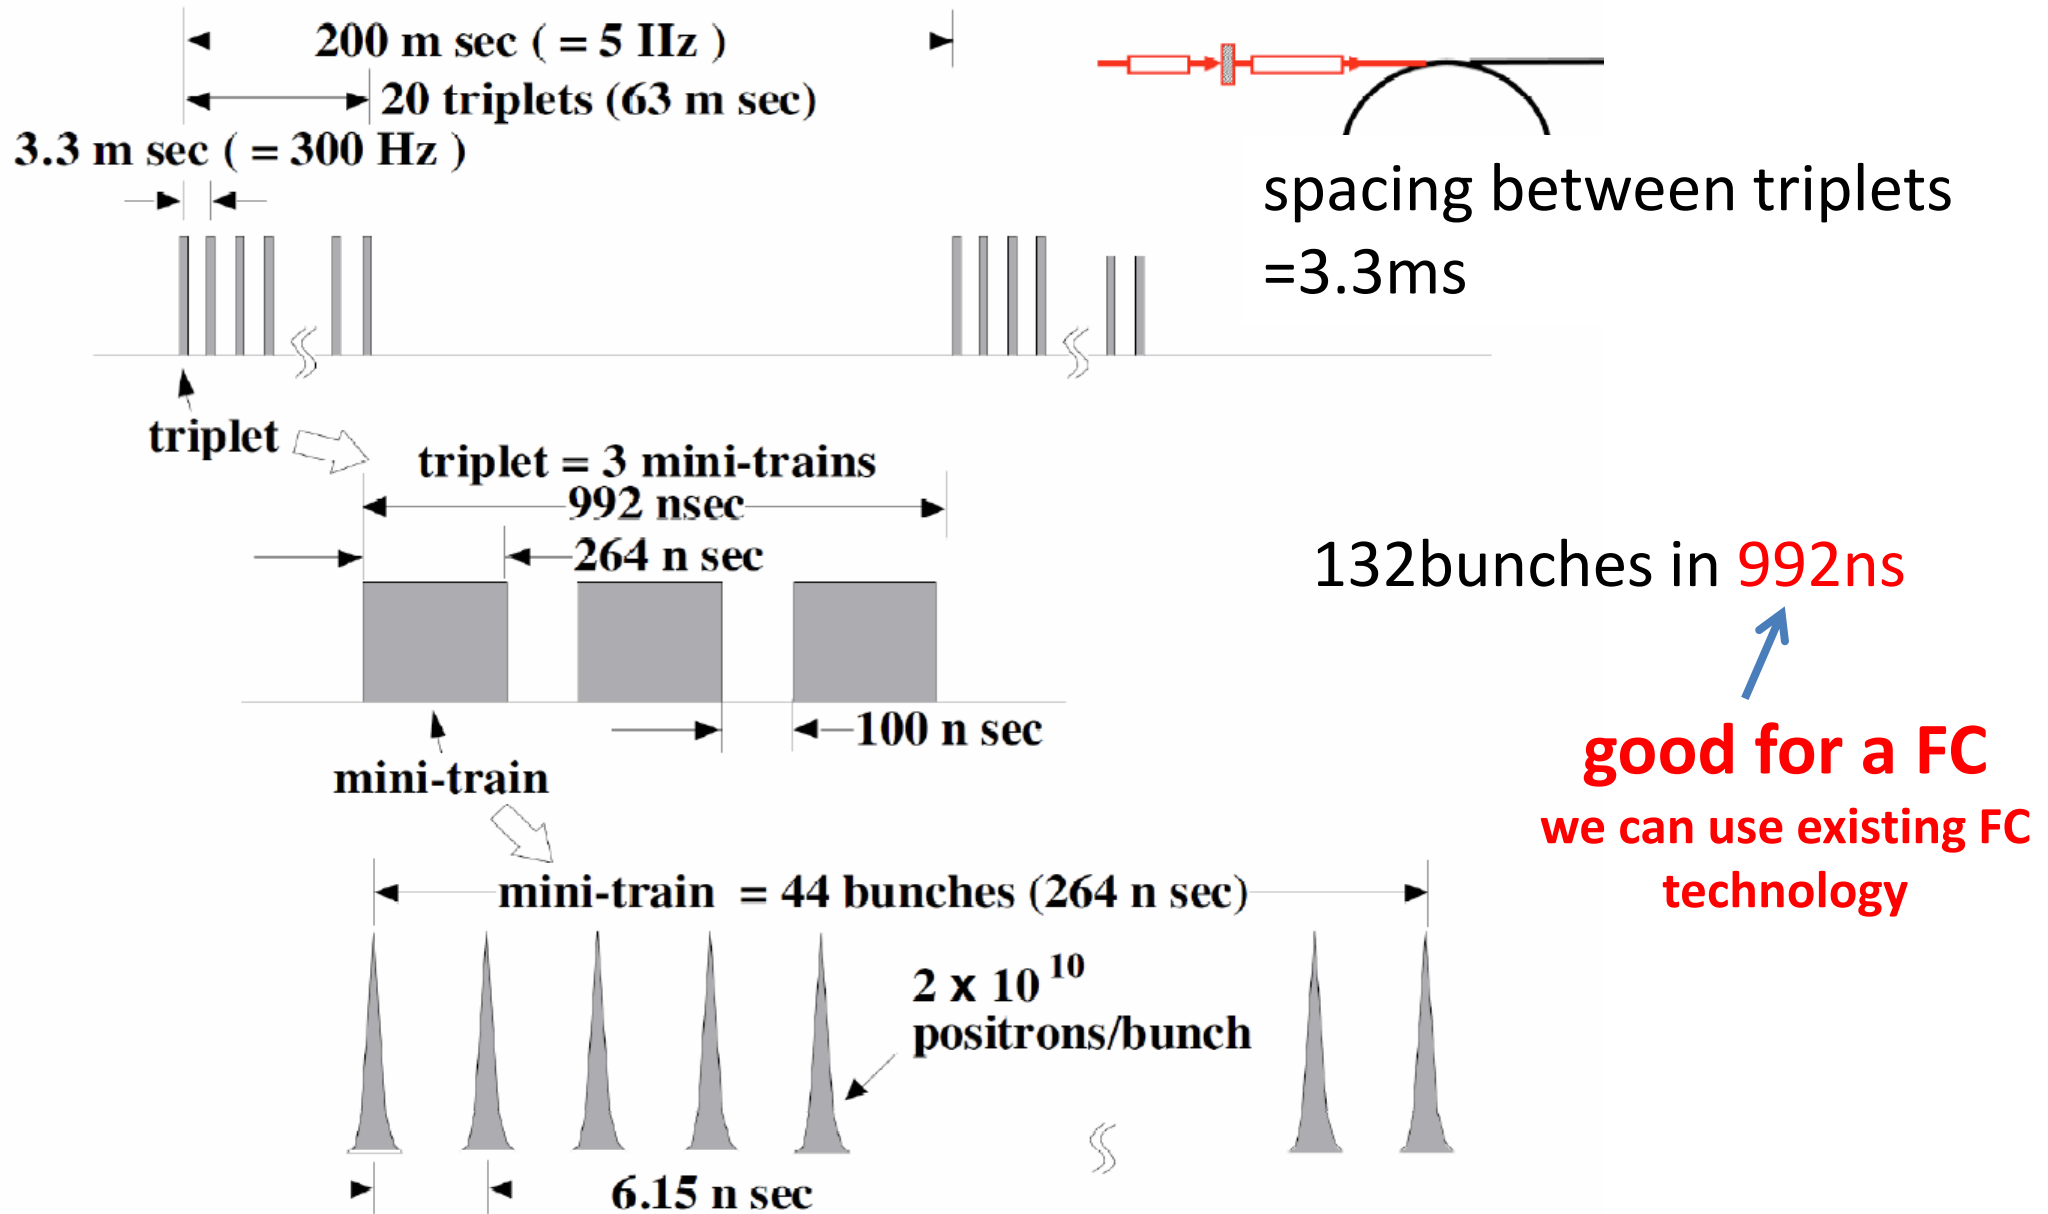 200 m sec ( = 5 Hz )
20 triplets (63 m sec)
3.3 m sec ( = 300 Hz )
spacing between triplets
=3.3ms
triplet
triplet = 3 mini-trains
992 nsec
264 n sec
132bunches in 992ns
100 n sec
good for a FC
mini-train
we can use existing FC
technology
mini-train = 44 bunches (264 n sec)
2 x 10^10
positrons/bunch
6.15 n sec